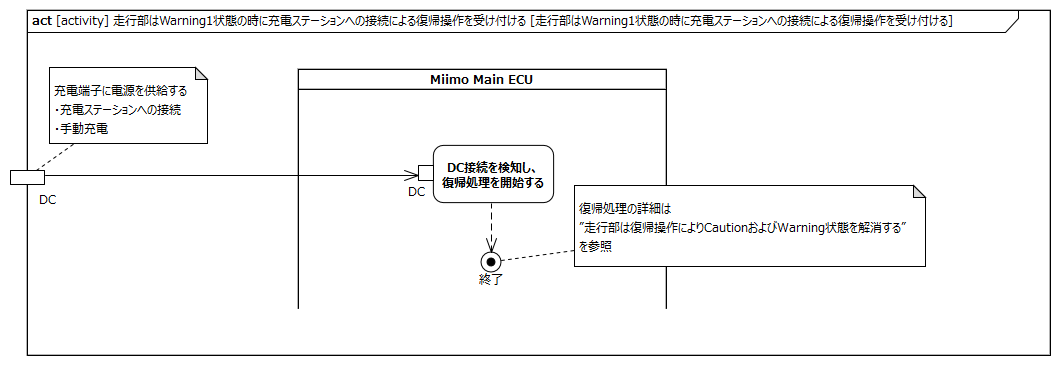 act [activity] 走行部はWarning1状態の時に充電ステーションへの接続による復帰操作を受け付ける [走行部はWarning1状態の時に充電ステーションへの接続による復帰操作を受け付ける]
充電端子に電源を供給する
・充電ステーションへの接続
・手動充電
Miimo Main ECU
DC
DC
DC接続を検知し、
復帰処理を開始する
復帰処理の詳細は
”走行部は復帰操作によりCautionおよびWarning状態を解消する”
を参照
終了